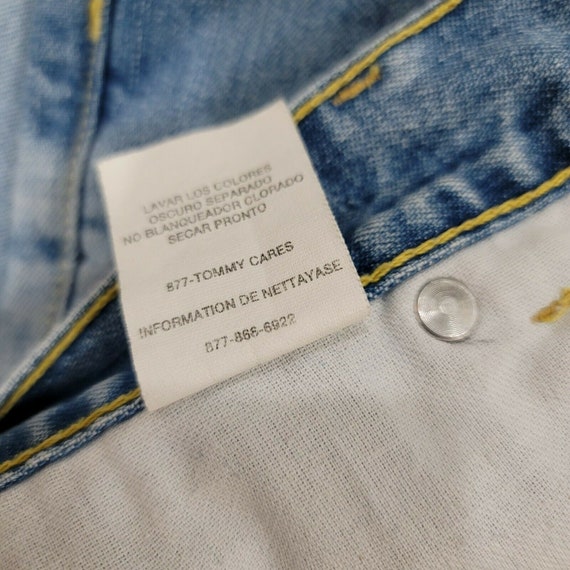 LAVAR LOS COLORES
OSCURO SEPARADO
NO BLANQUEADOR CLORADO
SECAR PRONTO
877-TOMMY CARES
INFORMATION DE NETTAYASE
877-866-6922